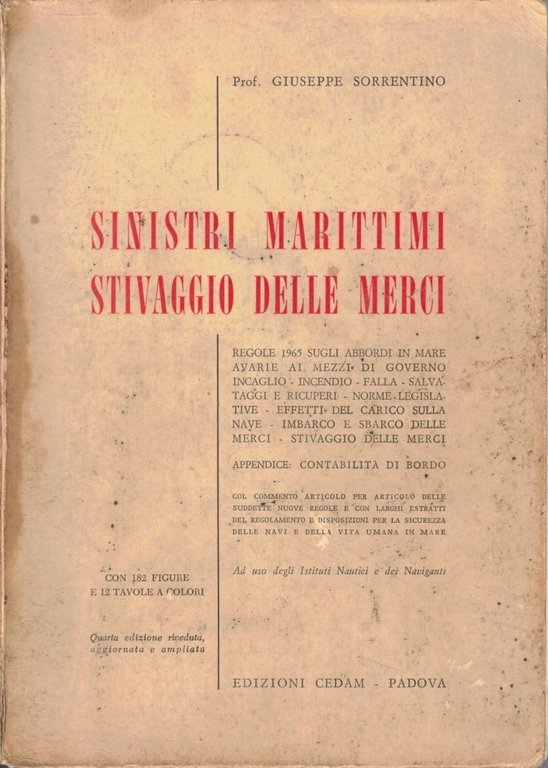 Prof. GIUSEPPE SORRENTINO
SINISTRI MARITTIMI
STIVAGGIO DELLE MERCI
REGOLE 1965 SUGLI ABBORDI IN MARE
AVARIE AI MEZZI DI GOVERNO
INCAGLIO - INCENDIO - FALLA - SALVA-
TAGGI E RICUPERI - NORME LEGISLA-
TIVE - EFFETTI DEL CARICO SULLA
NAVE - IMBARCO E SBARCO DELLE
MERCI - STIVAGGIO DELLE MERCI
APPENDICE: CONTABILITÀ DI BORDO
COL COMMENTO ARTICOLO PER ARTICOLO DELLE
SUDDETTE NUOVE REGOLE E CON LARGHI ESTRATTI
DEL REGOLAMENTO E DISPOSIZIONI PER LA SICUREZZA
DELLE NAVI E DELLA VITA UMANA IN MARE
CON 182 FIGURE
E 12 TAVOLE A COLORI
Ad uso degli Istituti Nautici e dei Naviganti
Quarta edizione riveduta,
aggiornata e ampliata
EDIZIONI CEDAM - PADOVA